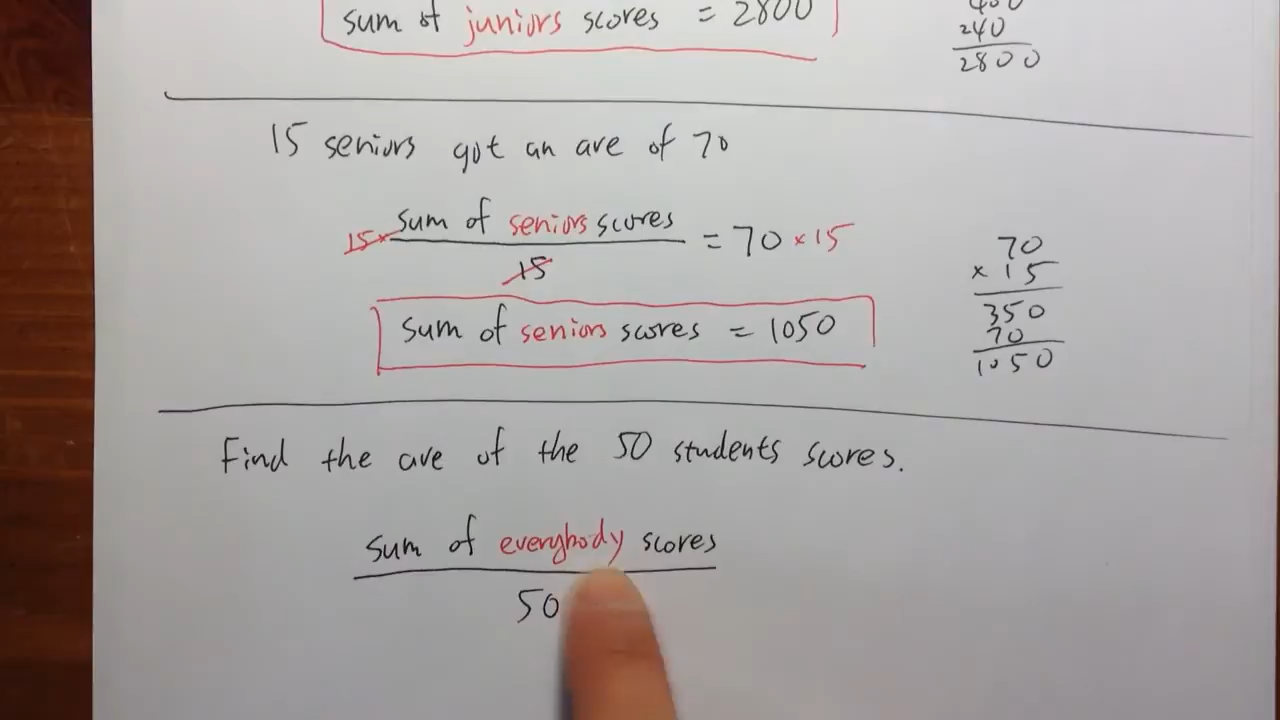 sum of juniors scores = 2800
240
2800
15 seniors got an ave of 70
15× sum of seniors scores = 70 × 15
15
70
× 15
350
70
1050
sum of seniors scores = 1050
Find the ave of the 50 students scores.
sum of everybody scores
50